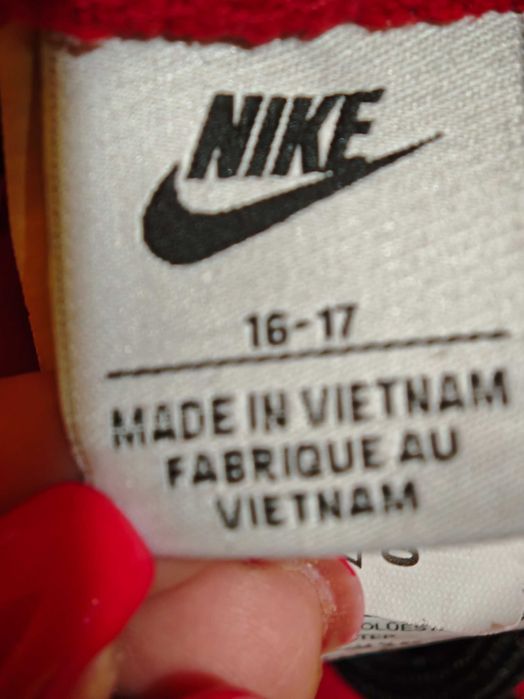 NIKE
16-17
MADE IN VIETNAM
FABRIQUE AU
VIETNAM